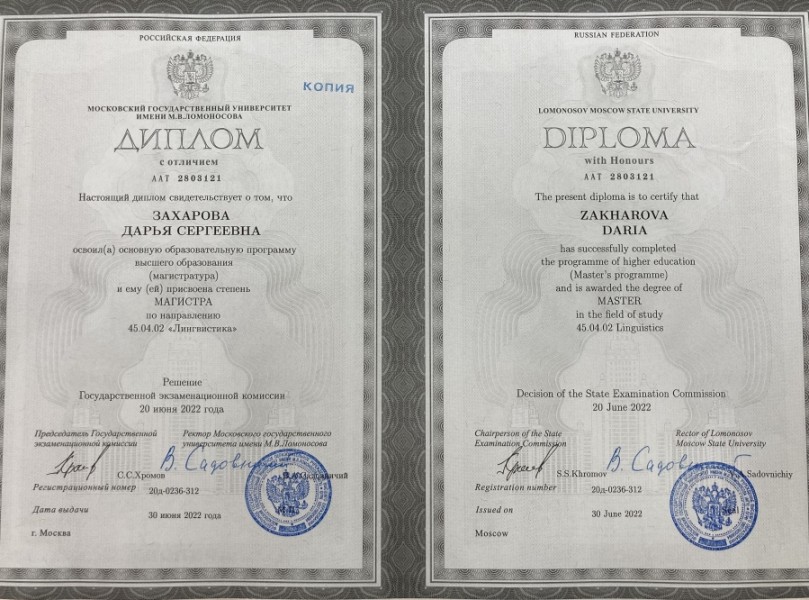 РОССИЙСКАЯ ФЕДЕРАЦИЯ
КОПИЯ
МОСКОВСКИЙ ГОСУДАРСТВЕННЫЙ УНИВЕРСИТЕТ
ИМЕНИ М.В.ЛОМОНОСОВА
ДИПЛОМ
с отличием
ААТ 2803121
Настоящий диплом свидетельствует о том, что
ЗАХАРОВА
ДАРЬЯ СЕРГЕЕВНА
освоил(а) основную образовательную программу
высшего образования
(магистратура)
и ему (ей) присвоена степень
МАГИСТРА
по направлению
45.04.02 «Лингвистика»
Решение
Государственной экзаменационной комиссии
20 июня 2022 года
Председатель Государственной
экзаменационной комиссии
Ректор Московского государственного
университета имени М.В.Ломоносова
В. Садовничий
С.С.Хромов
Регистрационный номер 20д-0236-312
Дата выдачи 30 июня 2022 года
г. Москва
RUSSIAN FEDERATION
LOMONOSOV MOSCOW STATE UNIVERSITY
DIPLOMA
with Honours
ААТ 2803121
The present diploma is to certify that
ZAKHAROVA
DARIA
has successfully completed
the programme of higher education
(Master's programme)
and is awarded the degree of
MASTER
in the field of study
45.04.02 Linguistics
Decision of the State Examination Commission
20 June 2022
Chairperson of the State
Examination Commission
Rector of Lomonosov
Moscow State University
S.S.Khromov
Sadovnichiy
Registration number 20д-0236-312
Seal
Issued on 30 June 2022
Moscow